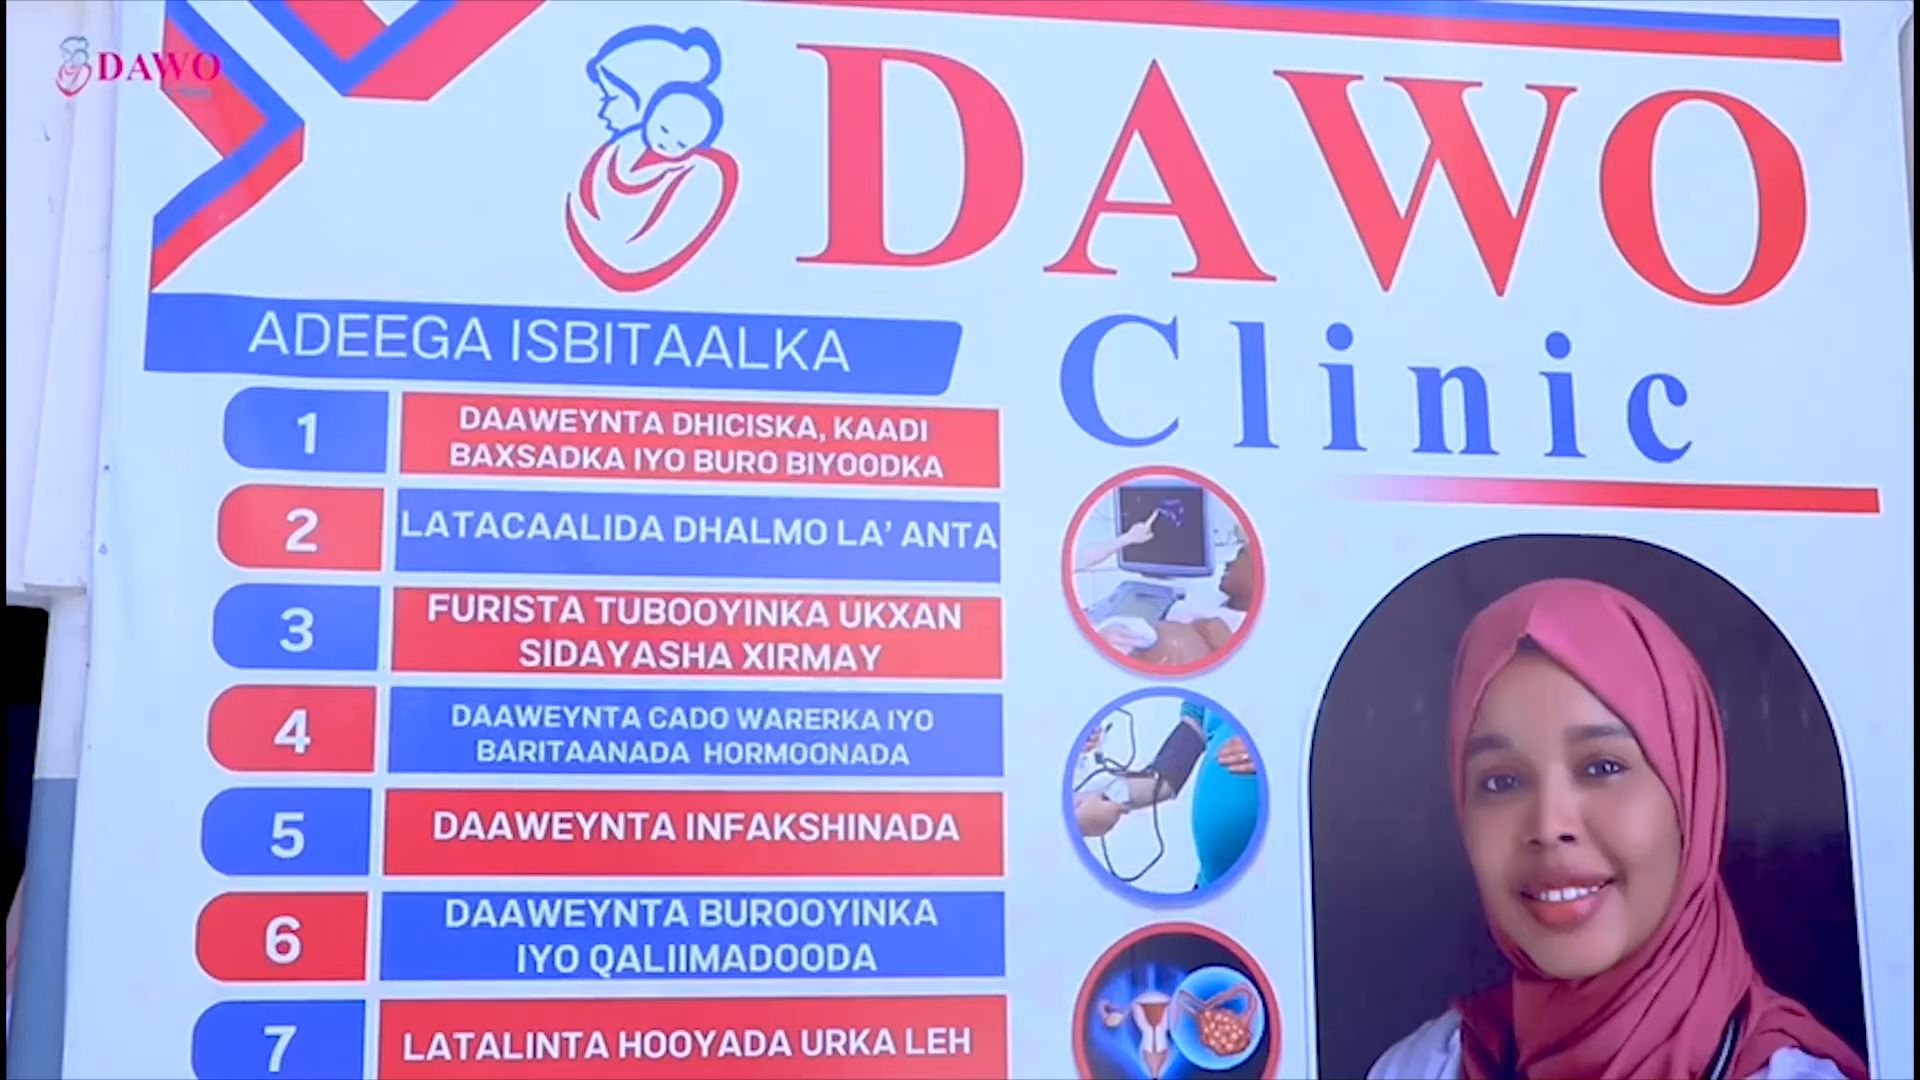 DAWO
DAWO
Clinic
ADEEGA ISBITAALKA
1
DAAWEYNTA DHICISKA, KAADI
BAXSADKA IYO BURO BIYOODKA
2
LATACAALIDA DHALMO LA' ANTA
3
FURISTA TUBOOYINKA UKXAN
SIDAYASHA XIRMAY
4
DAAWEYNTA CADO WARERKA IYO
BARITAANADA HORMOONADA
5
DAAWEYNTA INFAKSHINADA
6
DAAWEYNTA BUROOYINKA
IYO QALIIMADOODA
7
LATALINTA HOOYADA URKA LEH